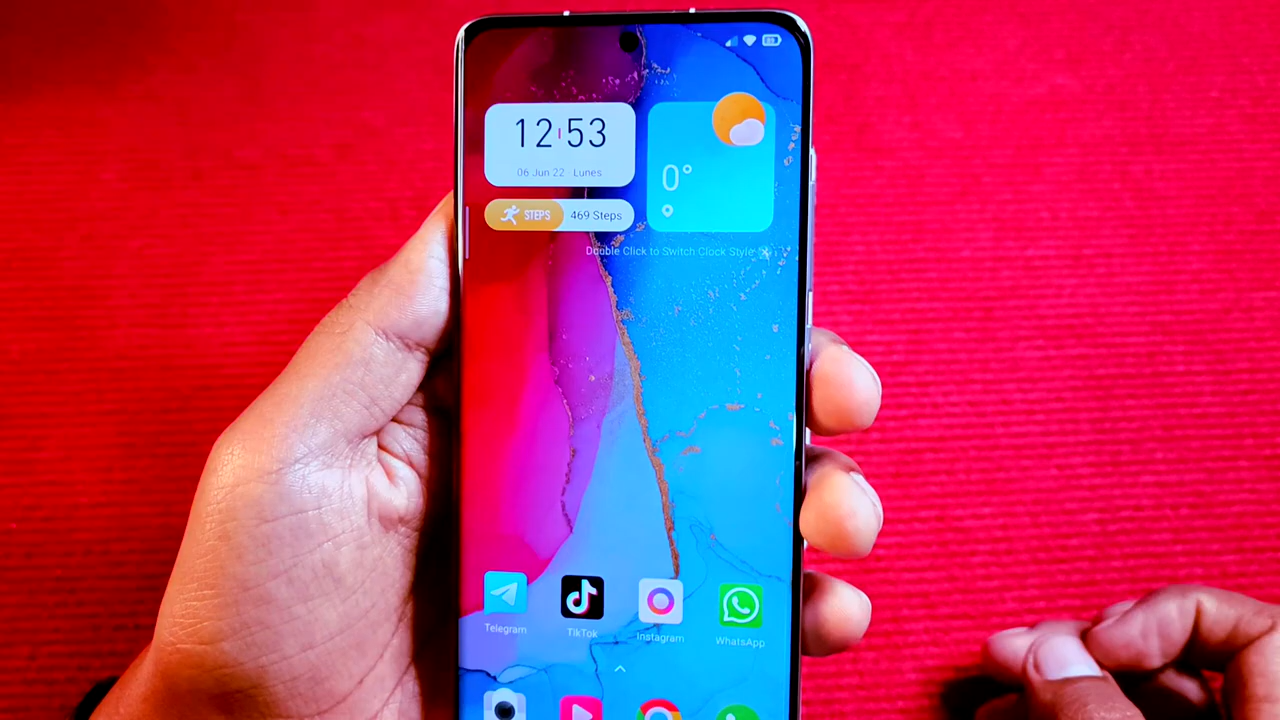 12:53
06 Jun 22 · Lunes
0°
STEPS 469 Steps
Double Click to Switch Clock Style
Telegram TikTok Instagram WhatsApp